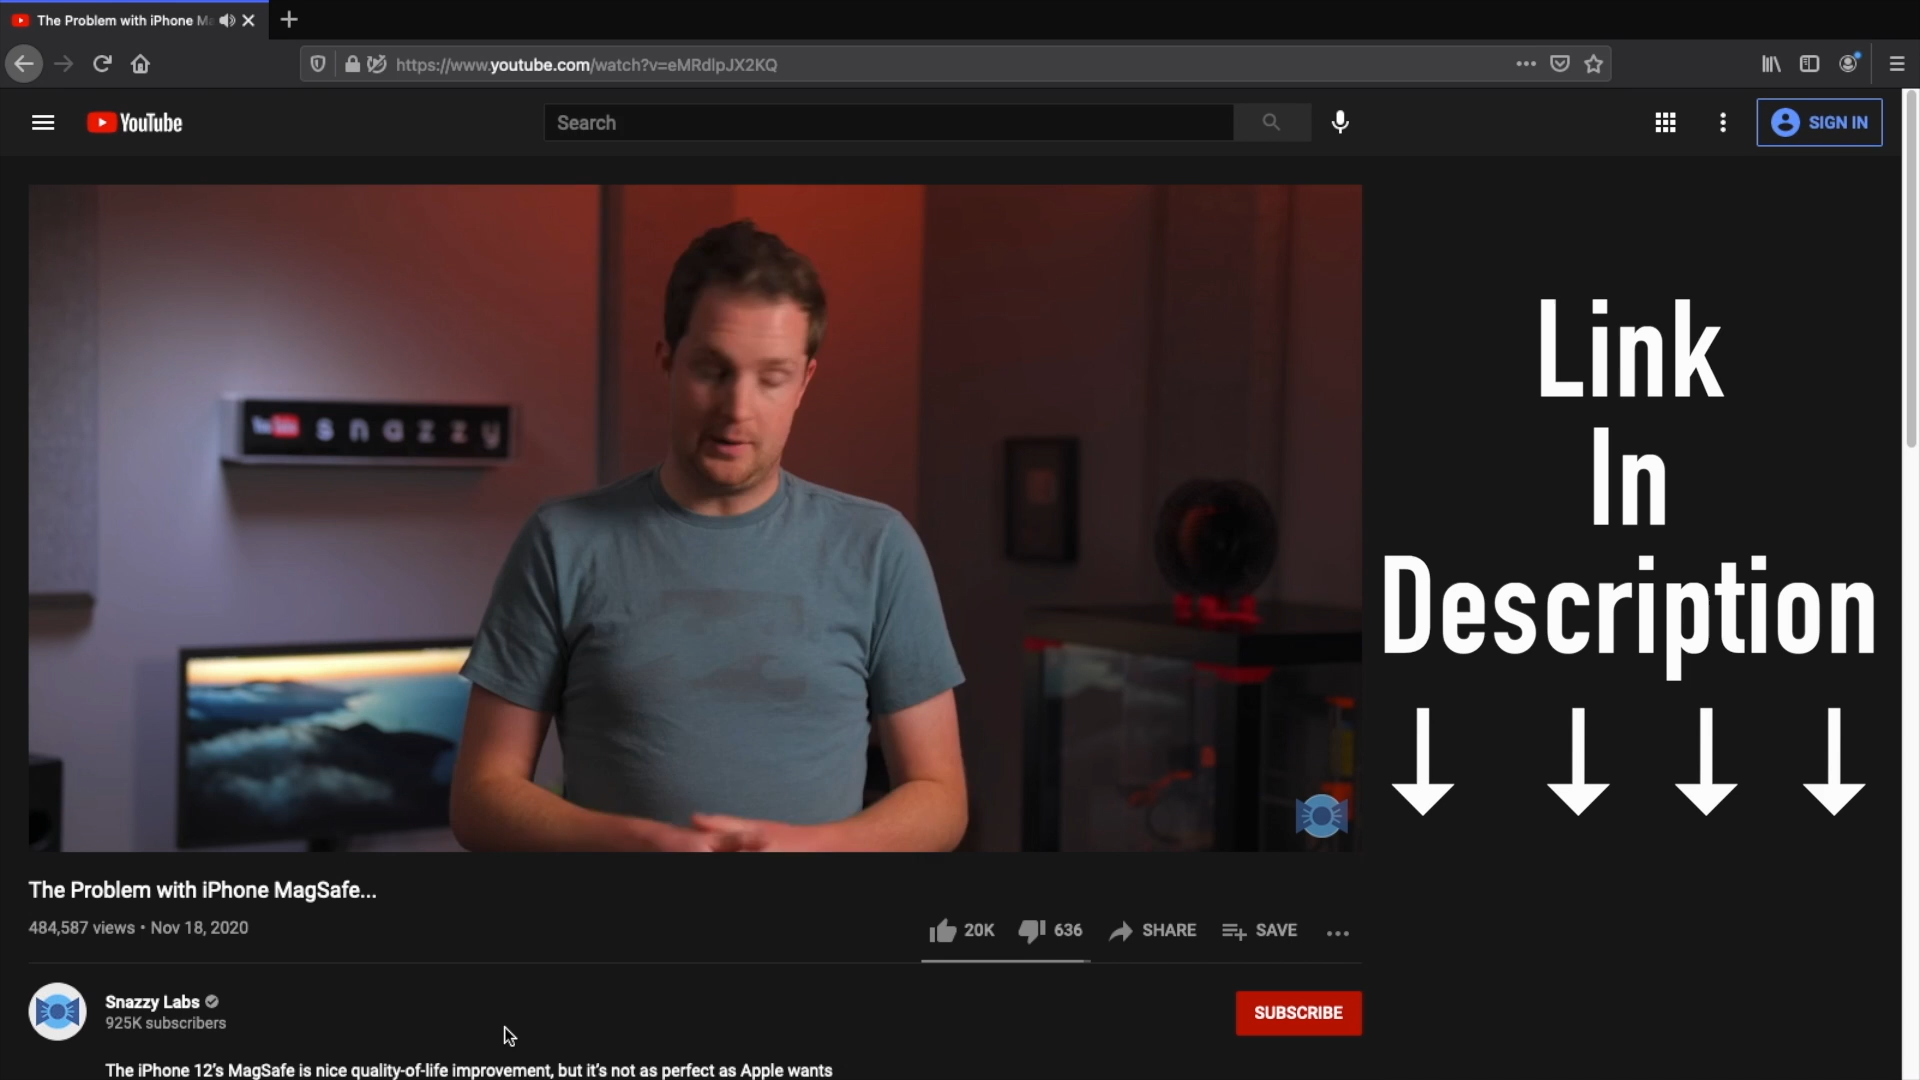 The Problem with iPhone Ma
https://www.youtube.com/watch?v=eMRdlpJX2KQ
YouTube
Search
SIGN IN
snazzy
Link
In
Description
The Problem with iPhone MagSafe...
484,587 views • Nov 18, 2020
20K
636
SHARE
SAVE
Snazzy Labs
925K subscribers
SUBSCRIBE
The iPhone 12's MagSafe is nice quality-of-life improvement, but it's not as perfect as Apple wants